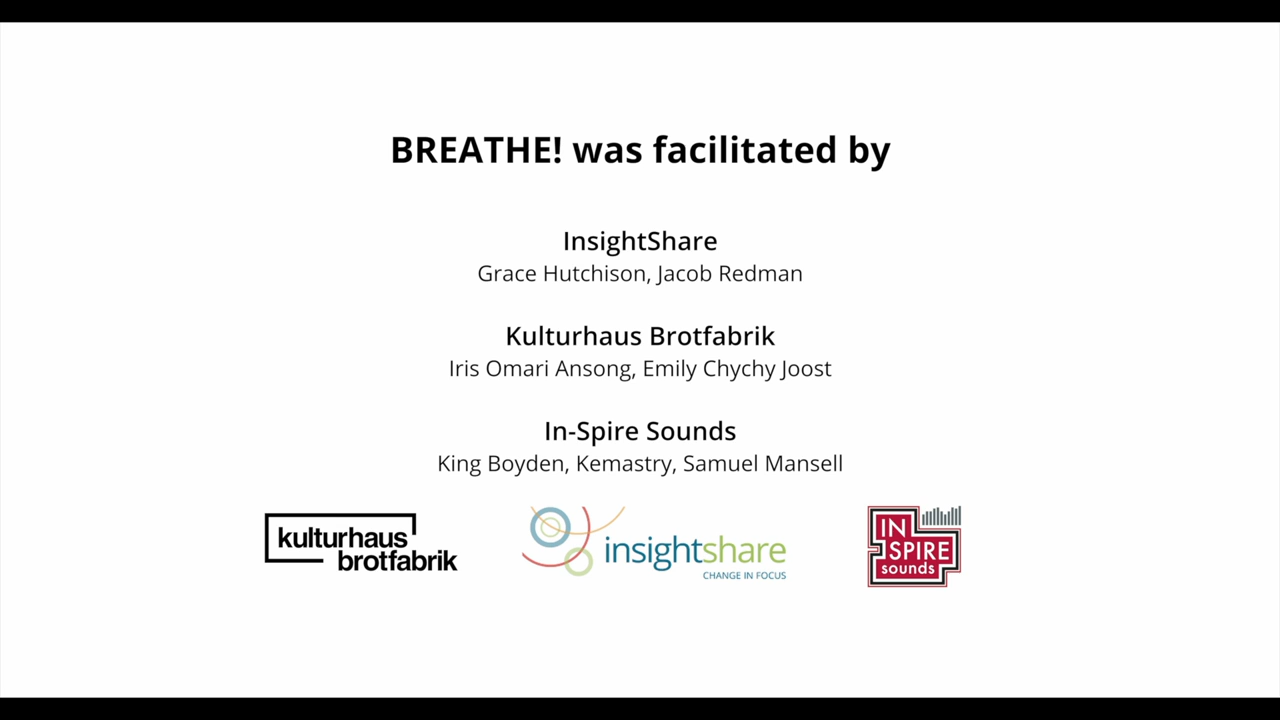 BREATHE! was facilitated by
InsightShare
Grace Hutchison, Jacob Redman
Kulturhaus Brotfabrik
Iris Omari Ansong, Emily Chychy Joost
In-Spire Sounds
King Boyden, Kemastry, Samuel Mansell
kulturhaus
brotfabrik
insightshare
CHANGE IN FOCUS
IN
SPIRE
sounds